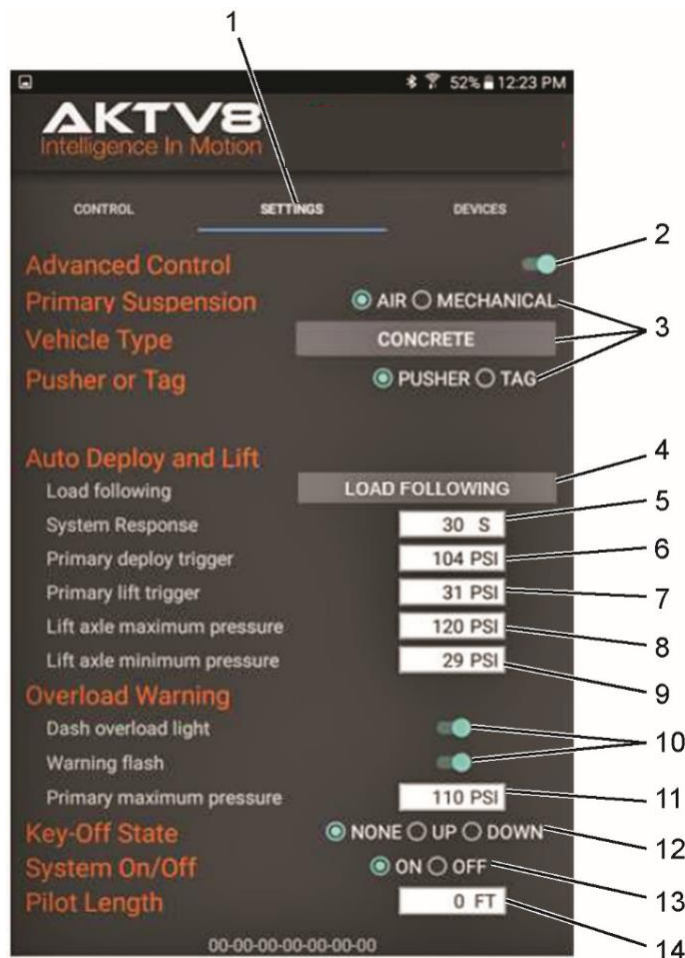 1
52% 12:23 PM
AKTV8
Intelligence In Motion
CONTROL SETTINGS DEVICES
Advanced Control 2
Primary Suspension AIR MECHANICAL
Vehicle Type CONCRETE 3
Pusher or Tag PUSHER TAG
Auto Deploy and Lift
Load following LOAD FOLLOWING 4
System Response 30 S 5
Primary deploy trigger 104 PSI 6
Primary lift trigger 31 PSI 7
Lift axle maximum pressure 120 PSI 8
Lift axle minimum pressure 29 PSI 9
Overload Warning
Dash overload light
Warning flash 10
Primary maximum pressure 110 PSI 11
Key-Off State NONE UP DOWN 12
System On/Off ON OFF 13
Pilot Length 0 FT 14
00-00-00-00-00-00-00